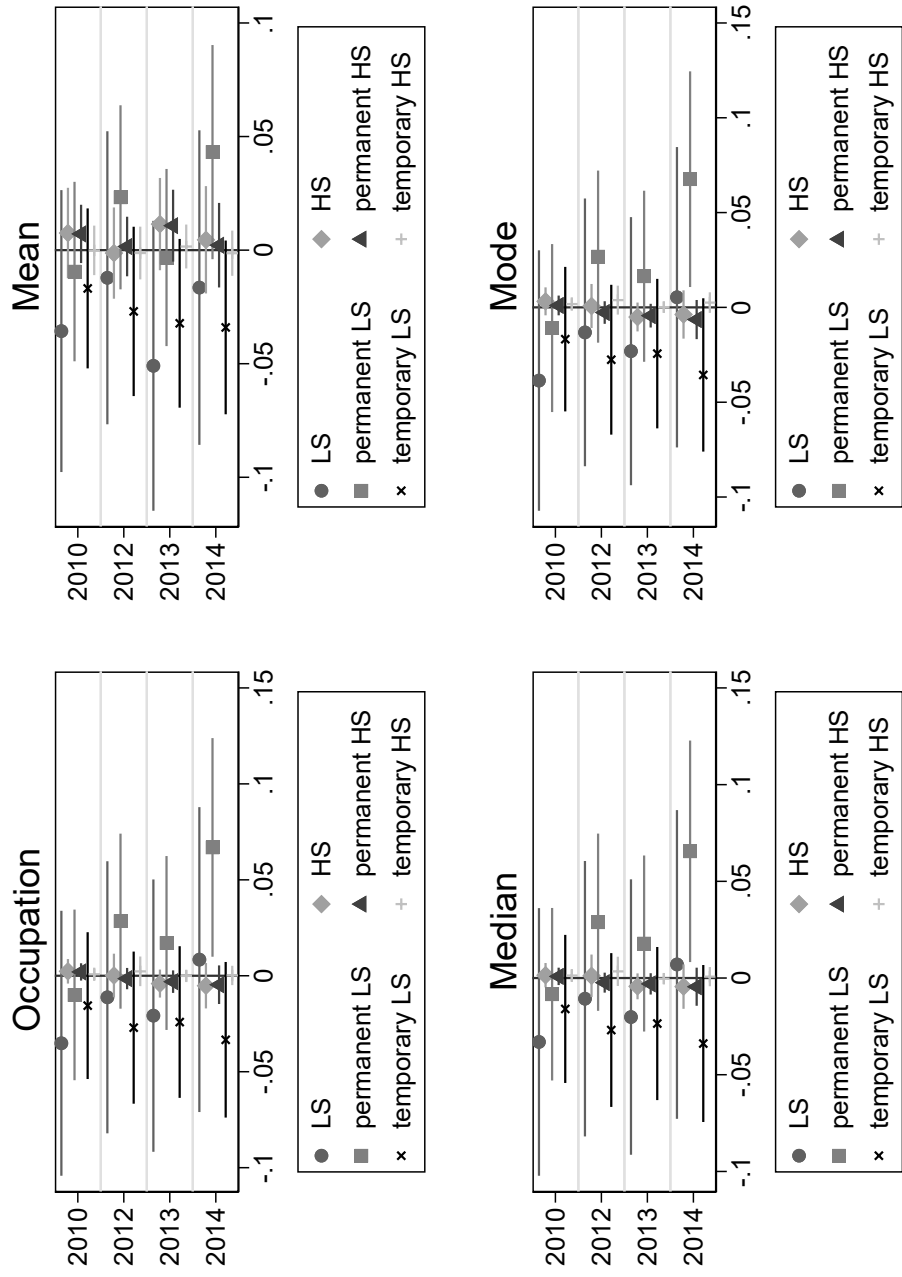 Occupation
2010
2012
2013
2014
-.1 -.05 0 .05 .1 .15
LS HS
permanent LS permanent HS
temporary LS temporary HS
Mean
2010
2012
2013
2014
-.1 -.05 0 .05 .1
LS HS
permanent LS permanent HS
temporary LS temporary HS
Median
2010
2012
2013
2014
-.1 -.05 0 .05 .1 .15
LS HS
permanent LS permanent HS
temporary LS temporary HS
Mode
2010
2012
2013
2014
-.1 -.05 0 .05 .1 .15
LS HS
permanent LS permanent HS
temporary LS temporary HS